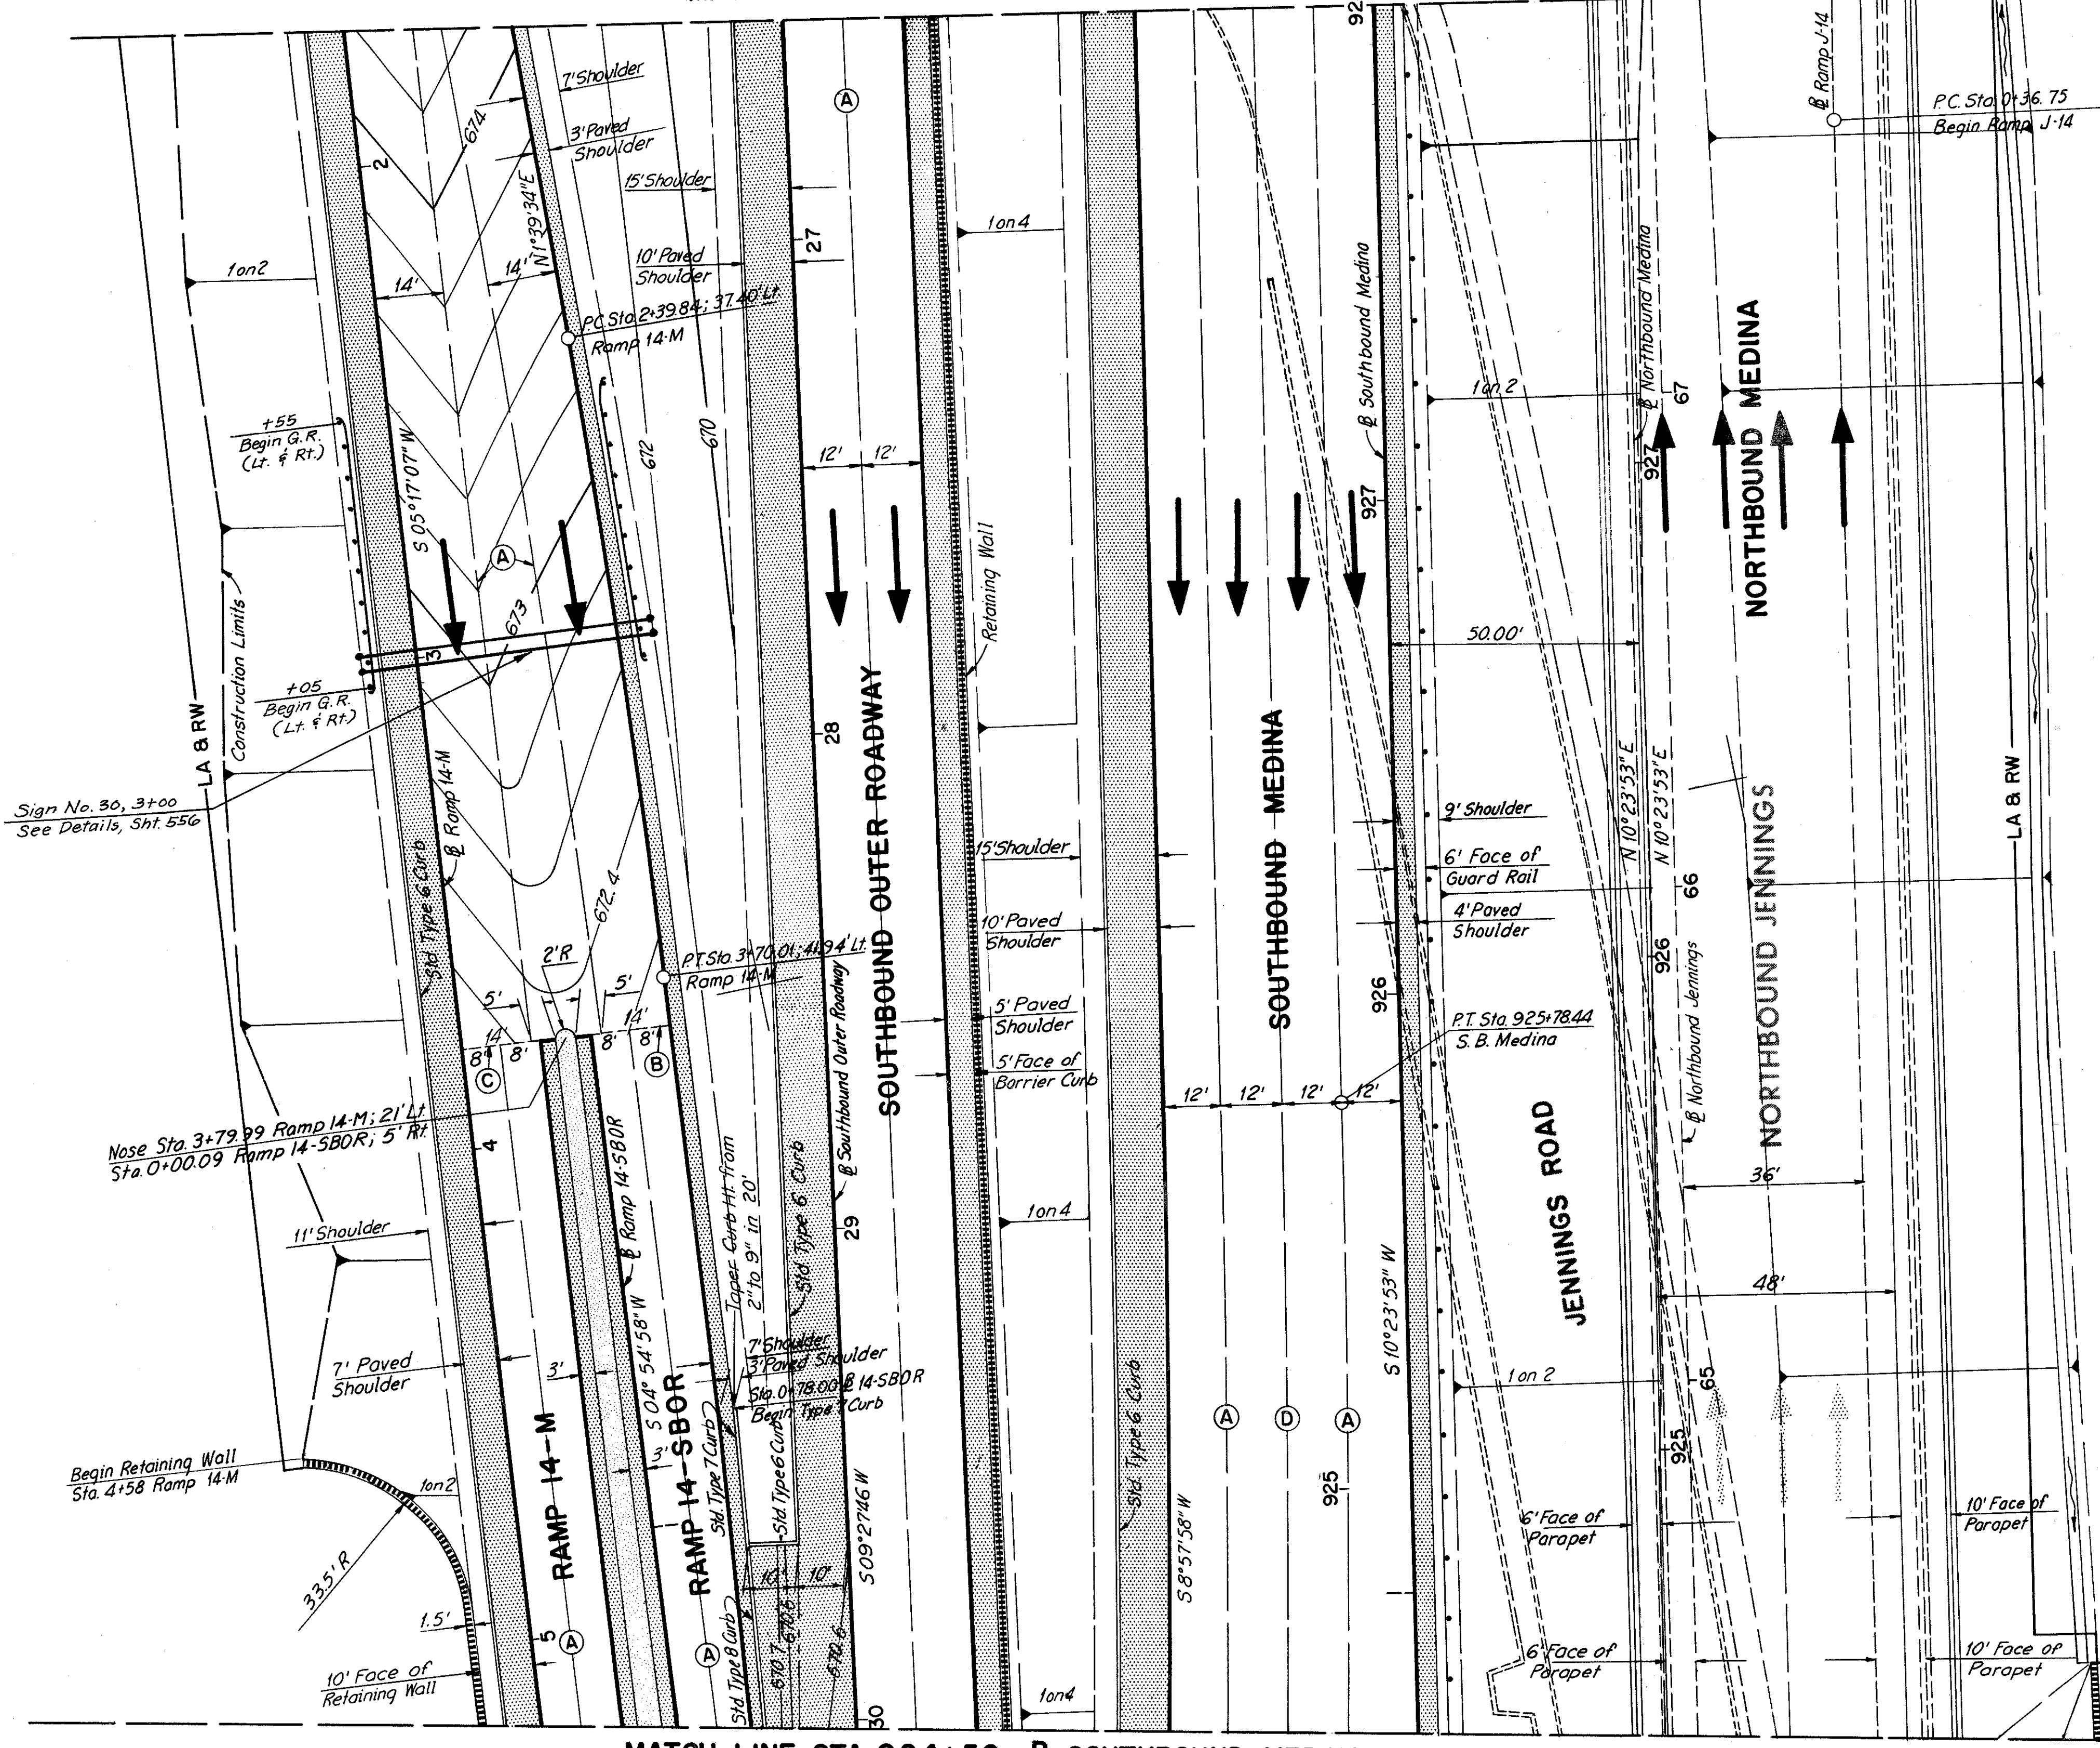 7' Shoulder
3' Paved
Shoulder
674
2
N1°39'34"E
15' Shoulder
10' Paved
Shoulder
14'
14'
1 on 2
P.C. Sta. 2+39.84; 37.40' Lt
Ramp 14-M
A
27
1 on 4
92
℄ Ramp J-14
P.C. Sta. 0+36.75
Begin Ramp J-14
+55
Begin G.R.
(Lt. & Rt.)
S 05°17'07" W
672
670
12'
12'
A
673
Construction Limits
LA & RW
+05
Begin G.R.
(Lt. & Rt.)
3
Sign No. 30, 3+00
See Details, Sht. 556
Std Type 6 Curb
℄ Ramp 14-M
672.4
28
SOUTHBOUND OUTER ROADWAY
Retaining Wall
℄ Southbound Medina
927
1 on 2
℄ Northbound Medina
67
927
NORTHBOUND MEDINA
50.00'
SOUTHBOUND MEDINA
N 10°23'53" E
N 10°23'53" E
LA & RW
9' Shoulder
6' Face of
Guard Rail
4' Paved
Shoulder
66
926
NORTHBOUND JENNINGS
℄ Northbound Jennings
15' Shoulder
10' Paved
Shoulder
5' Paved
Shoulder
5' Face of
Barrier Curb
926
P.T. Sta. 925+78.44
S. B. Medina
12'
12'
12'
12'
2'R
P.T. Sta. 3+70.01; 41.94' Lt.
Ramp 14-M
5'
5'
14'
14'
8'
8'
8'
8'
C
B
℄ Southbound Outer Roadway
Nose Sta. 3+79.99 Ramp 14-M; 21' Lt.
Sta. 0+00.09 Ramp 14-SBOR; 5' Rt.
4
℄ Ramp 14-SBOR
Taper Curb Ht. from
2" to 9" in 20'
Std Type 6 Curb
29
1 on 4
JENNINGS ROAD
36'
48'
11' Shoulder
7' Paved
Shoulder
3'
S 04° 54' 58" W
7' Shoulder
3' Paved Shoulder
Sta. 0+78.00 ℄ 14-SBOR
Begin Type 7 Curb
S 10°23'53" W
1 on 2
65
925
RAMP 14-M
RAMP 14-SBOR
3'
Std Type 7 Curb
Std. Type 6 Curb
S 09°27'46" W
Std. Type 6 Curb
A
D
A
925
S 8°57'58" W
Begin Retaining Wall
Sta. 4+58 Ramp 14-M
1 on 2
33.5' R
6' Face of
Parapet
10' Face of
Parapet
1.5'
5
A
A
Std Type 8 Curb
10'
10'
670.7
670.6
670.6
30
10' Face of
Retaining Wall
1 on 4
6' Face of
Parapet
10' Face of
Parapet